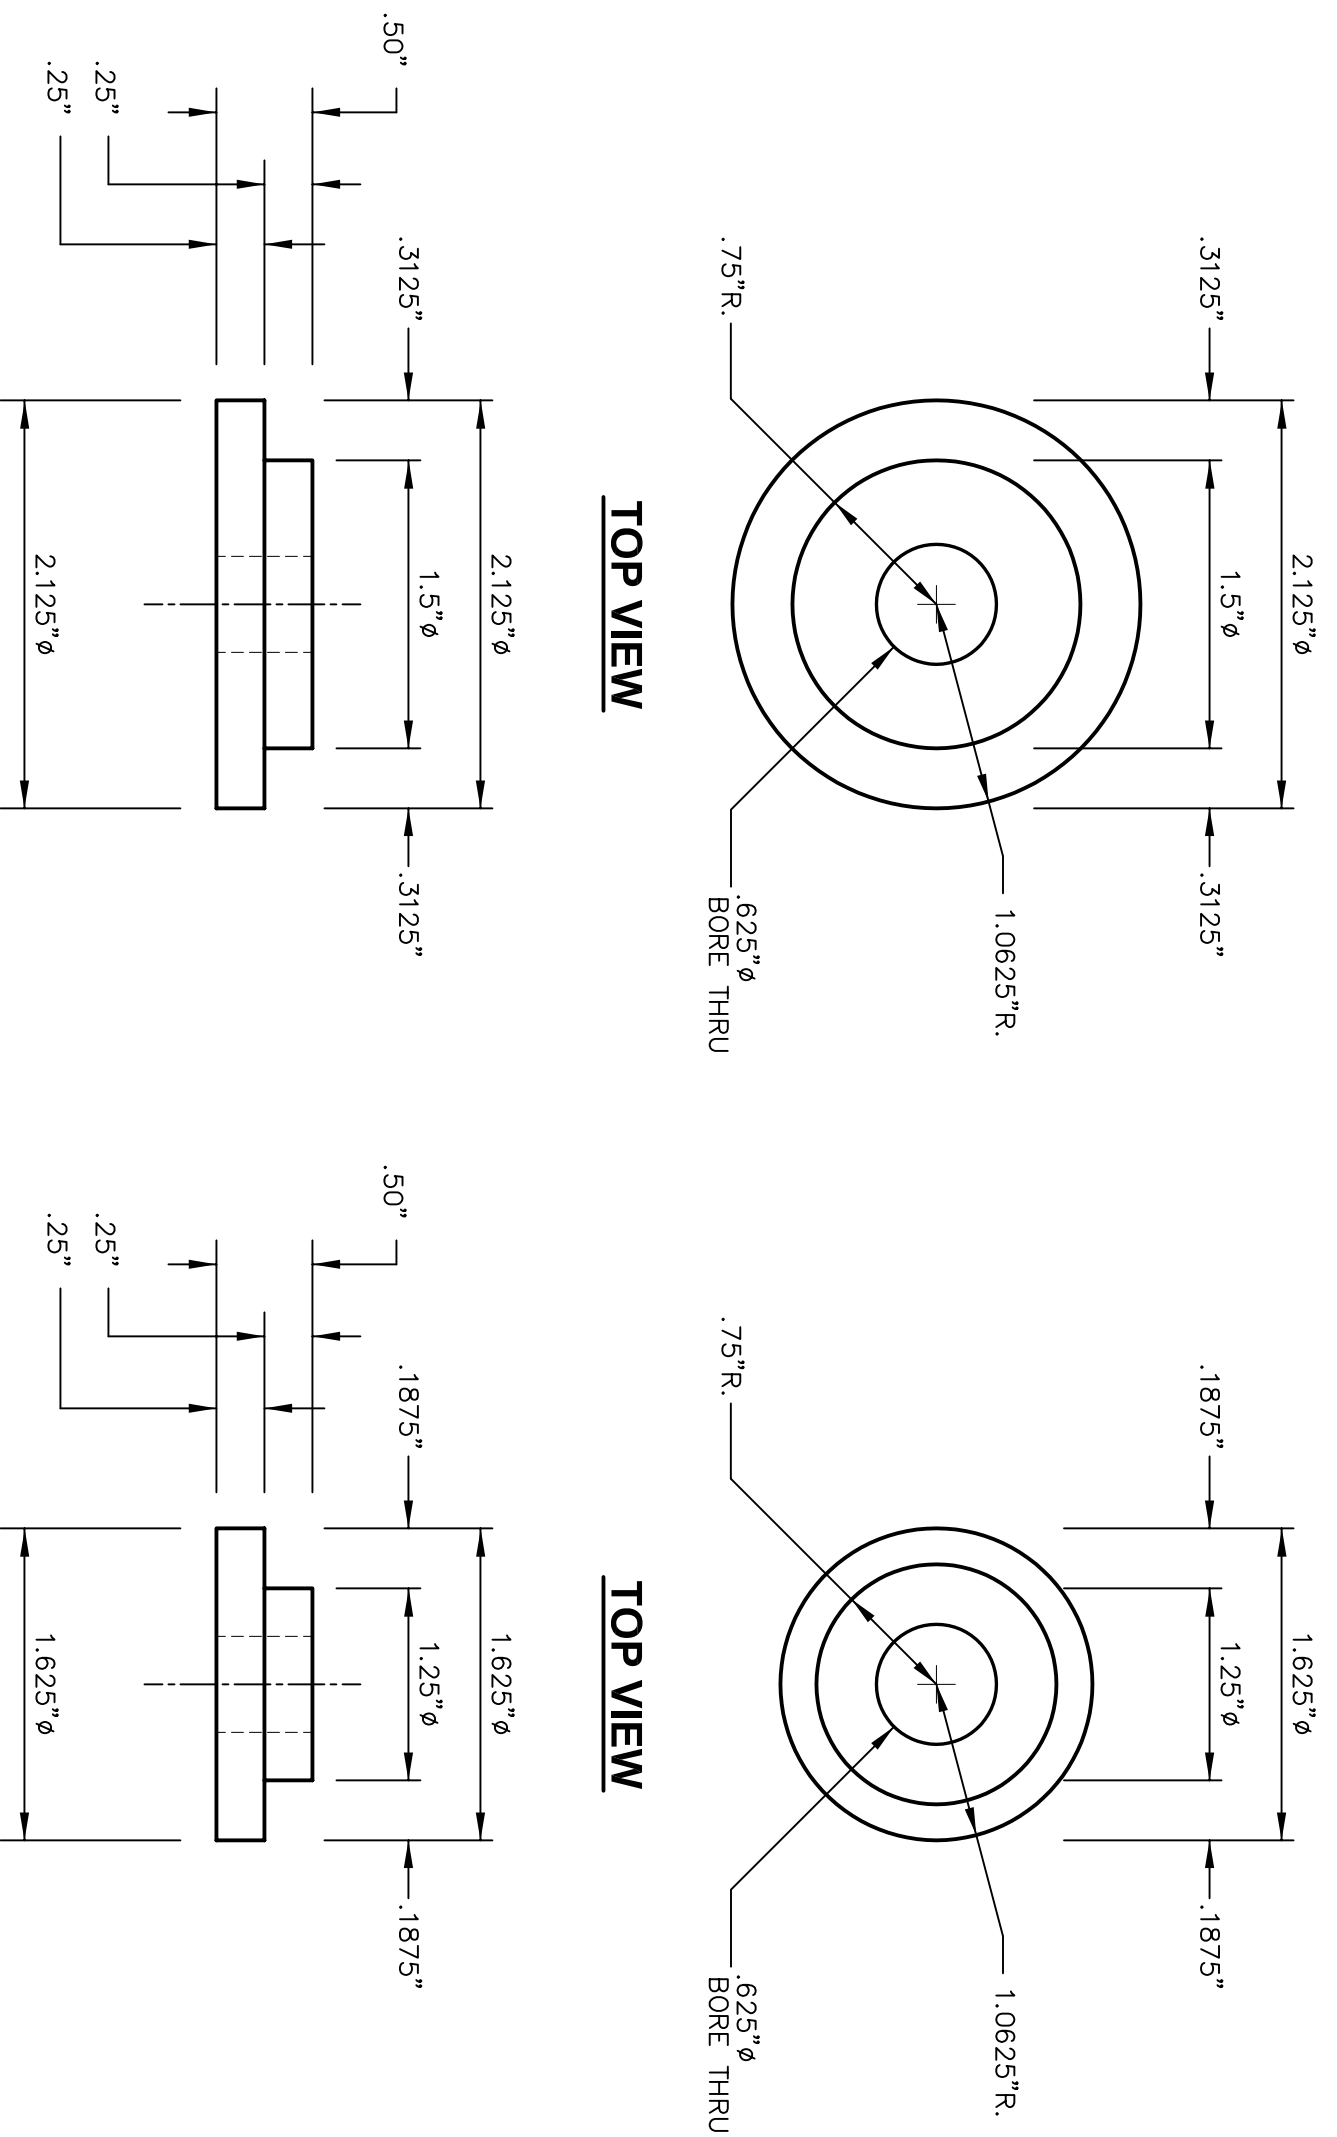 2.125"ø
.3125"
1.5"ø
.3125"
1.0625"R.
.75"R.
.625"ø
BORE THRU
TOP VIEW
2.125"ø
.3125"
1.5"ø
.3125"
.50"
.25"
.25"
2.125"ø
1.625"ø
.1875"
1.25"ø
.1875"
1.0625"R.
.75"R.
.625"ø
BORE THRU
TOP VIEW
1.625"ø
.1875"
1.25"ø
.1875"
.50"
.25"
.25"
1.625"ø